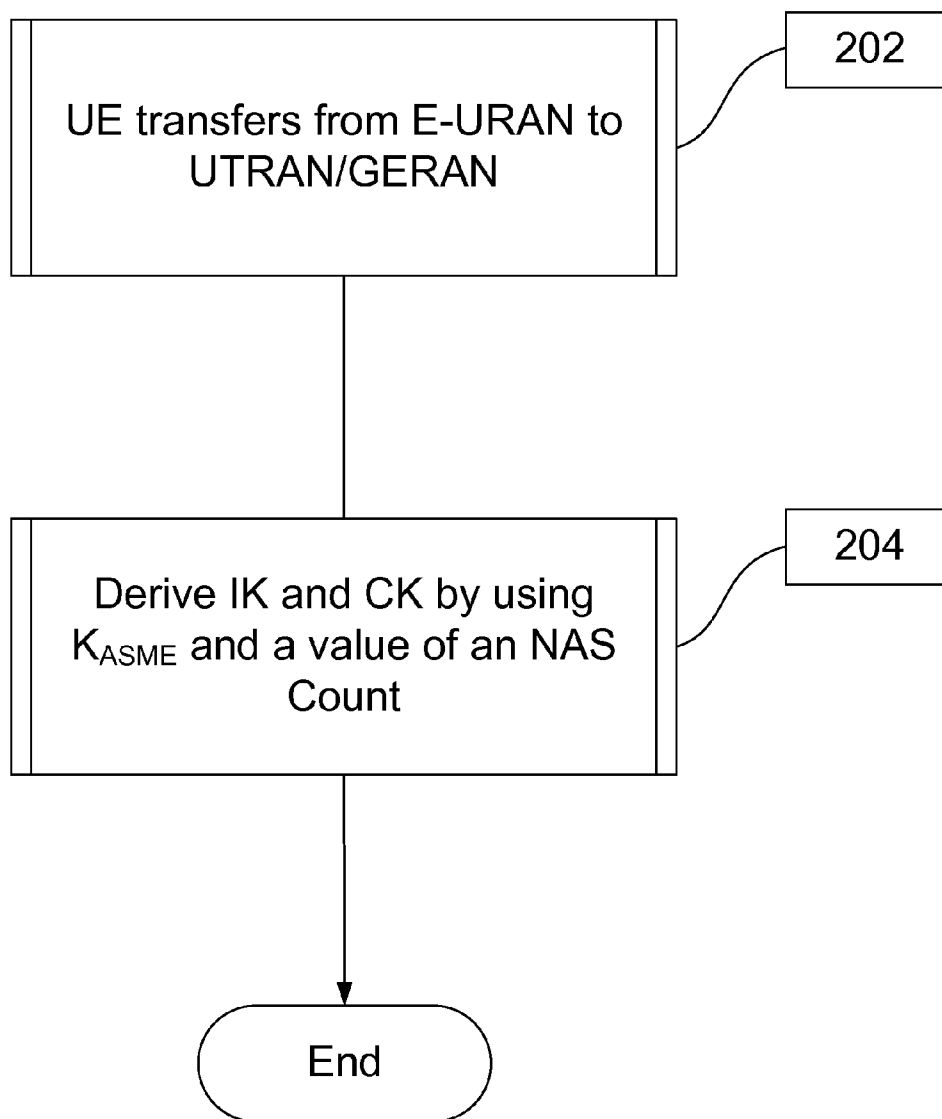 202
UE transfers from E-URAN to
UTRAN/GERAN
204
Derive IK and CK by using
KASME and a value of an NAS
Count
End